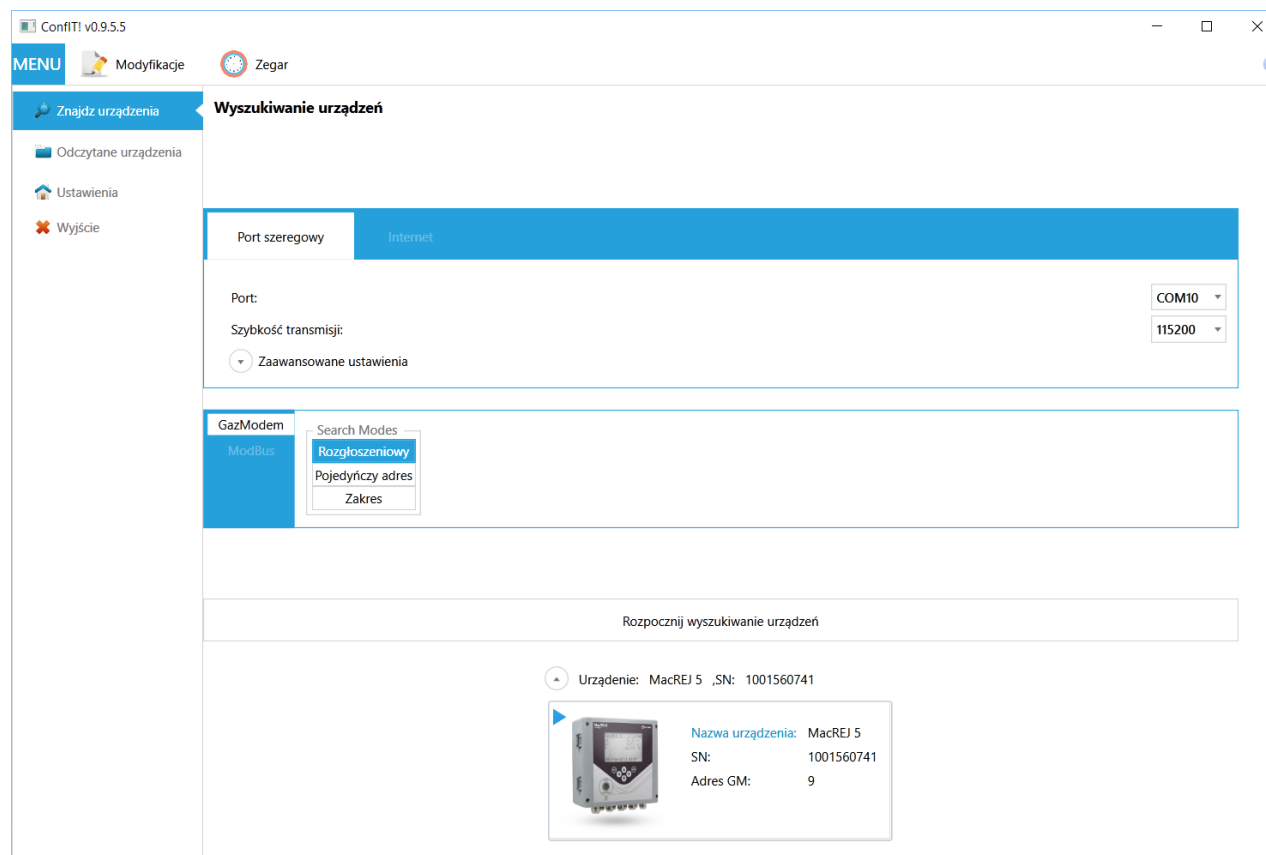 ConfIT! v0.9.5.5
MENU Modyfikacje Zegar
Znajdz urządzenia
Odczytane urządzenia
Ustawienia
Wyjście
Wyszukiwanie urządzeń
Port szeregowy Internet
Port: COM10
Szybkość transmisji: 115200
Zaawansowane ustawienia
GazModem
ModBus
Search Modes
Rozgłoszeniowy
Pojedyńczy adres
Zakres
Rozpocznij wyszukiwanie urządzeń
Urządenie: MacREJ 5 ,SN: 1001560741
Nazwa urządzenia: MacREJ 5
SN: 1001560741
Adres GM: 9